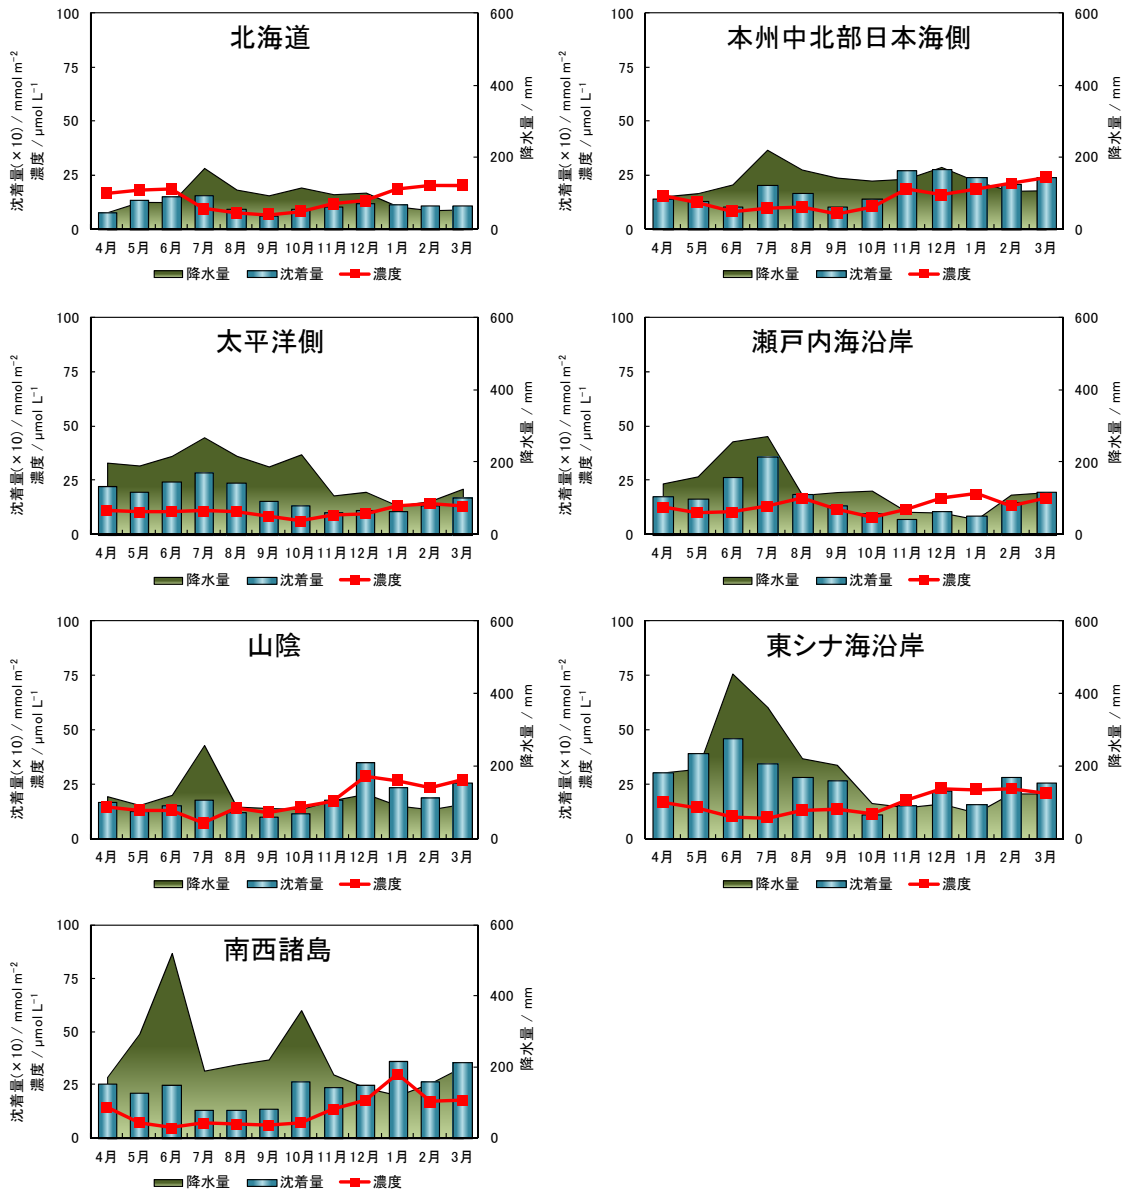 北海道
沈着量(×10) / mmol m⁻²
濃度 / µmol L⁻¹
100
75
50
25
0
600
400
200
0
降水量 / mm
4月 5月 6月 7月 8月 9月 10月 11月 12月 1月 2月 3月
降水量 沈着量 濃度
本州中北部日本海側
沈着量(×10) / mmol m⁻²
濃度 / µmol L⁻¹
100
75
50
25
0
600
400
200
0
降水量 / mm
4月 5月 6月 7月 8月 9月 10月 11月 12月 1月 2月 3月
降水量 沈着量 濃度
太平洋側
沈着量(×10) / mmol m⁻²
濃度 / µmol L⁻¹
100
75
50
25
0
600
400
200
0
降水量 / mm
4月 5月 6月 7月 8月 9月 10月 11月 12月 1月 2月 3月
降水量 沈着量 濃度
瀬戸内海沿岸
沈着量(×10) / mmol m⁻²
濃度 / µmol L⁻¹
100
75
50
25
0
600
400
200
0
降水量 / mm
4月 5月 6月 7月 8月 9月 10月 11月 12月 1月 2月 3月
降水量 沈着量 濃度
山陰
沈着量(×10) / mmol m⁻²
濃度 / µmol L⁻¹
100
75
50
25
0
600
400
200
0
降水量 / mm
4月 5月 6月 7月 8月 9月 10月 11月 12月 1月 2月 3月
降水量 沈着量 濃度
東シナ海沿岸
沈着量(×10) / mmol m⁻²
濃度 / µmol L⁻¹
100
75
50
25
0
600
400
200
0
降水量 / mm
4月 5月 6月 7月 8月 9月 10月 11月 12月 1月 2月 3月
降水量 沈着量 濃度
南西諸島
沈着量(×10) / mmol m⁻²
濃度 / µmol L⁻¹
100
75
50
25
0
600
400
200
0
降水量 / mm
4月 5月 6月 7月 8月 9月 10月 11月 12月 1月 2月 3月
降水量 沈着量 濃度